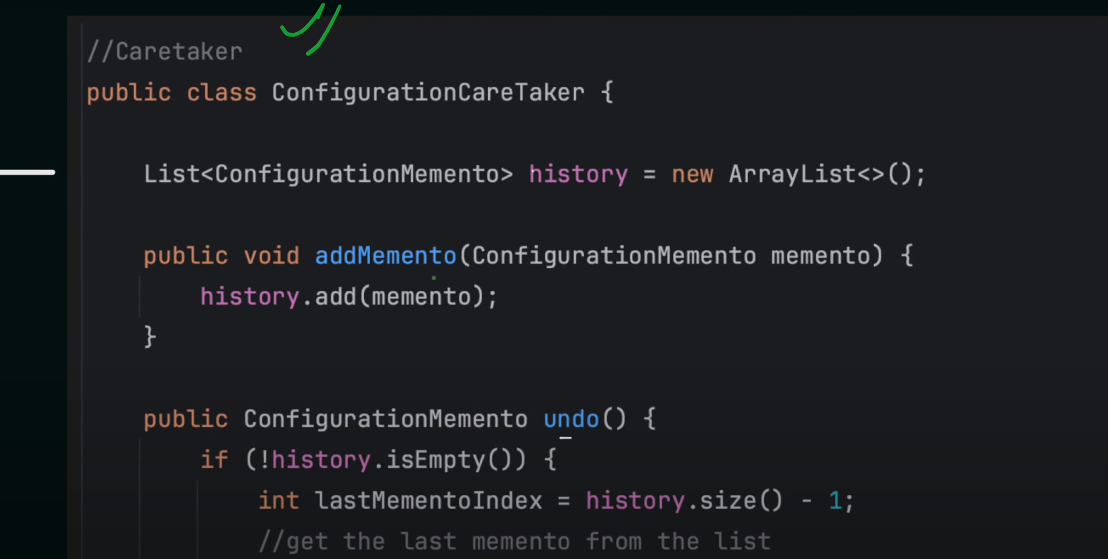 //Caretaker
public class ConfigurationCareTaker {
List<ConfigurationMemento> history = new ArrayList<>();
public void addMemento(ConfigurationMemento memento) {
history.add(memento);
}
public ConfigurationMemento undo() {
if (!history.isEmpty()) {
int lastMementoIndex = history.size() - 1;
//get the last memento from the list